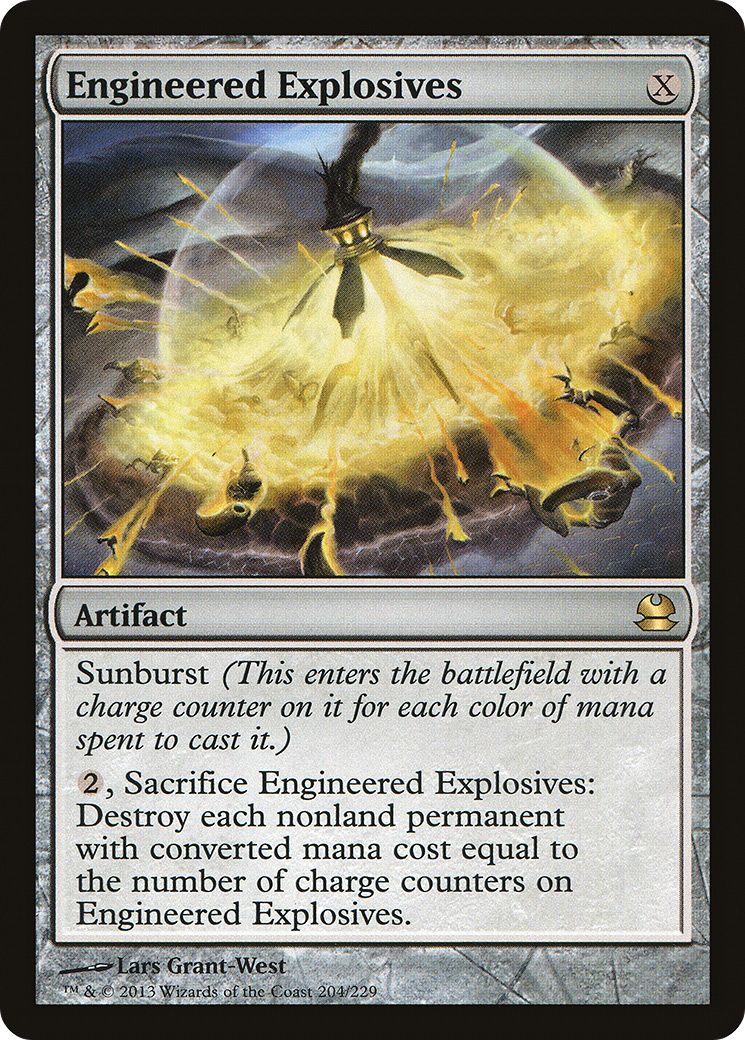 Engineered Explosives X
Artifact
Sunburst (This enters the battlefield with a
charge counter on it for each color of mana
spent to cast it.)
2, Sacrifice Engineered Explosives:
Destroy each nonland permanent
with converted mana cost equal to
the number of charge counters on
Engineered Explosives.
Lars Grant-West
™ & © 2013 Wizards of the Coast 204/229